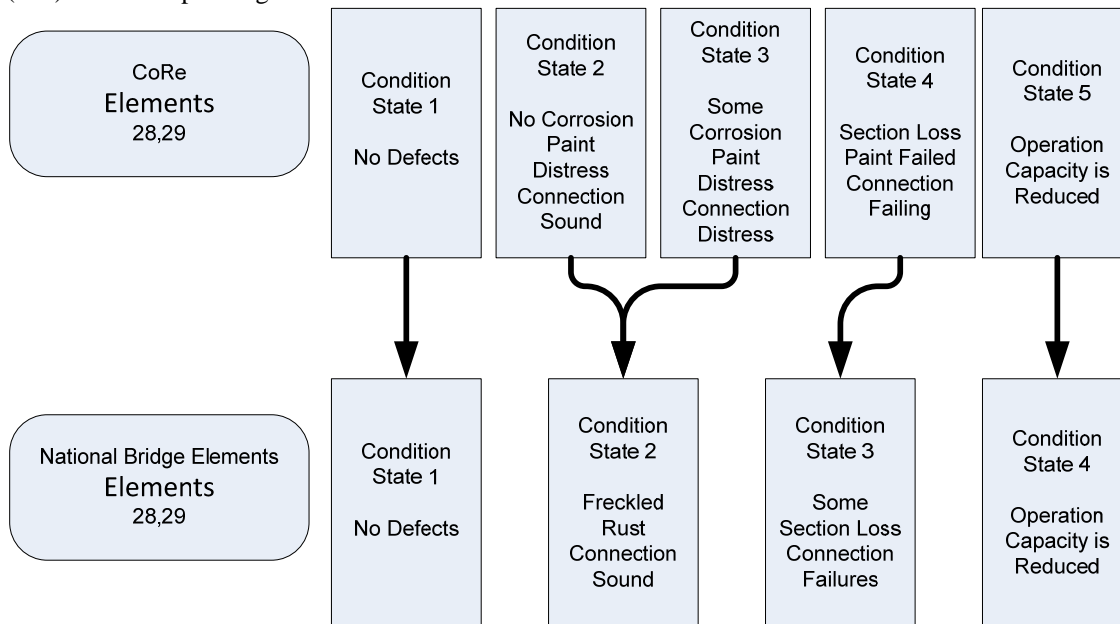 CoRe
Elements
28,29
Condition
State 1
No Defects
Condition
State 2
No Corrosion
Paint
Distress
Connection
Sound
Condition
State 3
Some
Corrosion
Paint
Distress
Connection
Distress
Condition
State 4
Section Loss
Paint Failed
Connection
Failing
Condition
State 5
Operation
Capacity is
Reduced
National Bridge Elements
Elements
28,29
Condition
State 1
No Defects
Condition
State 2
Freckled
Rust
Connection
Sound
Condition
State 3
Some
Section Loss
Connection
Failures
Condition
State 4
Operation
Capacity is
Reduced